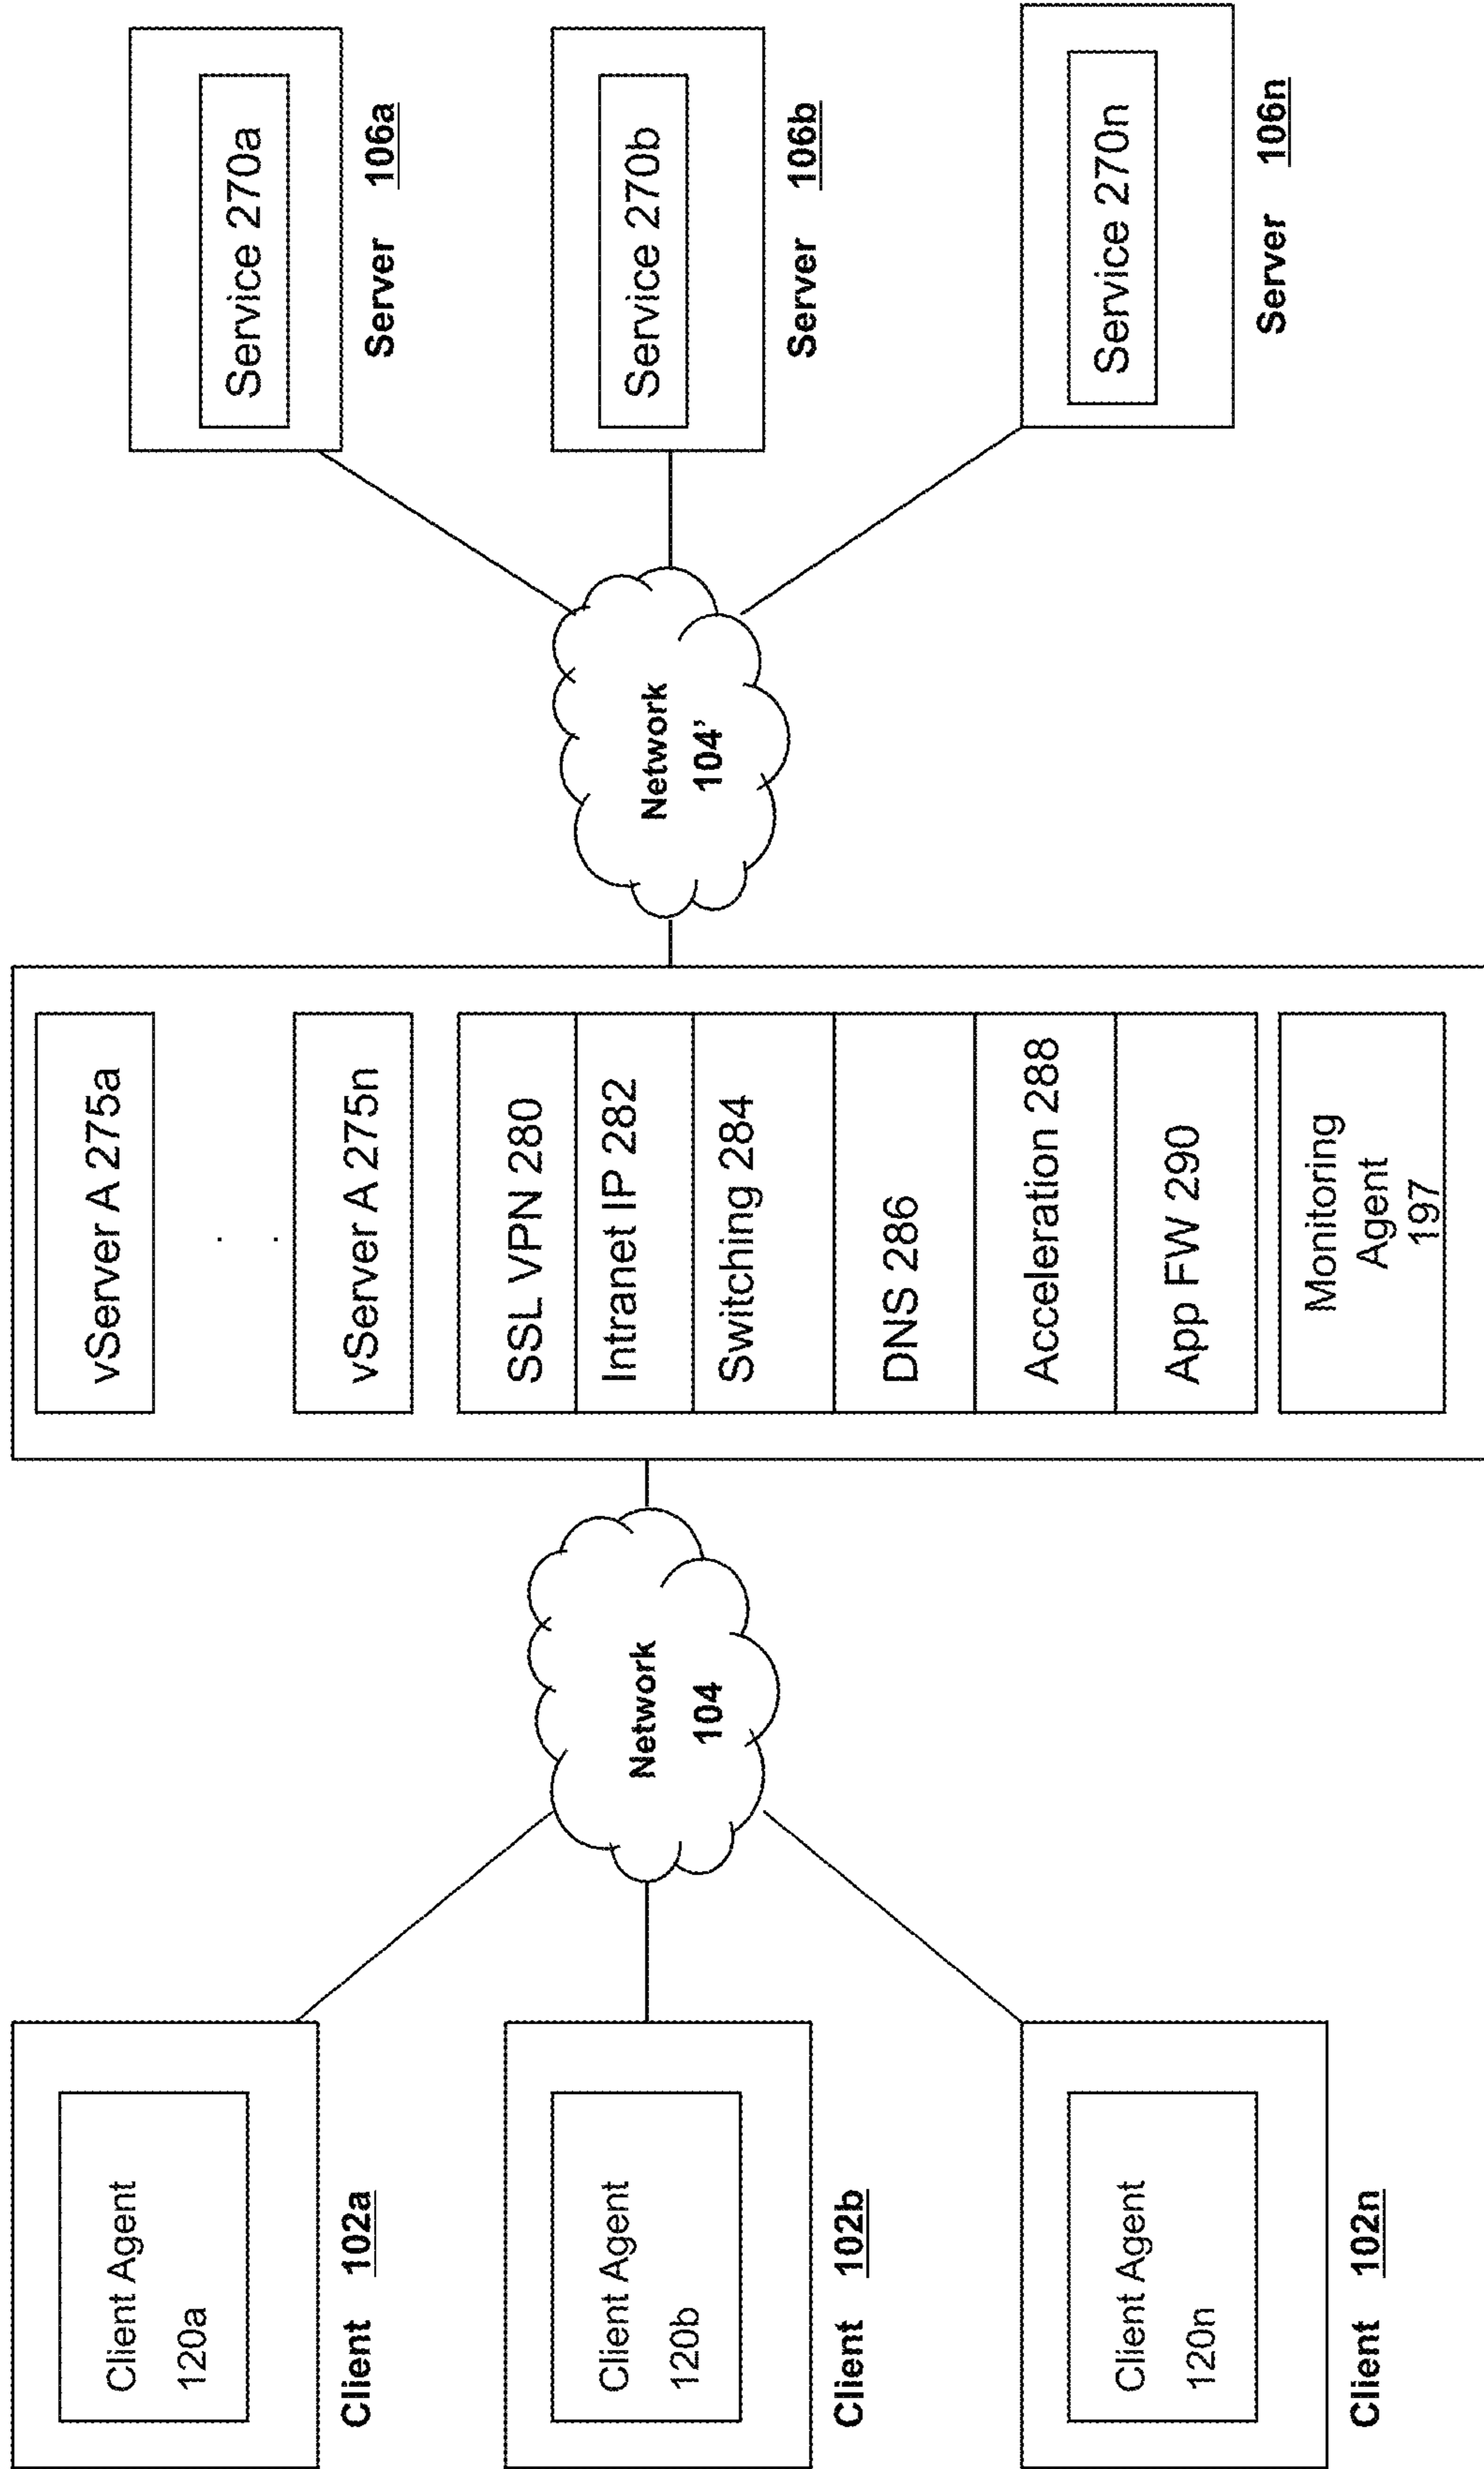 Client Agent
120a
Client 102a
Client Agent
120b
Client 102b
Client Agent
120n
Client 102n
Network
104
vServer A 275a
.
.
vServer A 275n
SSL VPN 280
Intranet IP 282
Switching 284
DNS 286
Acceleration 288
App FW 290
Monitoring
Agent
197
Network
104’
Service 270a
Server 106a
Service 270b
Server 106b
Service 270n
Server 106n